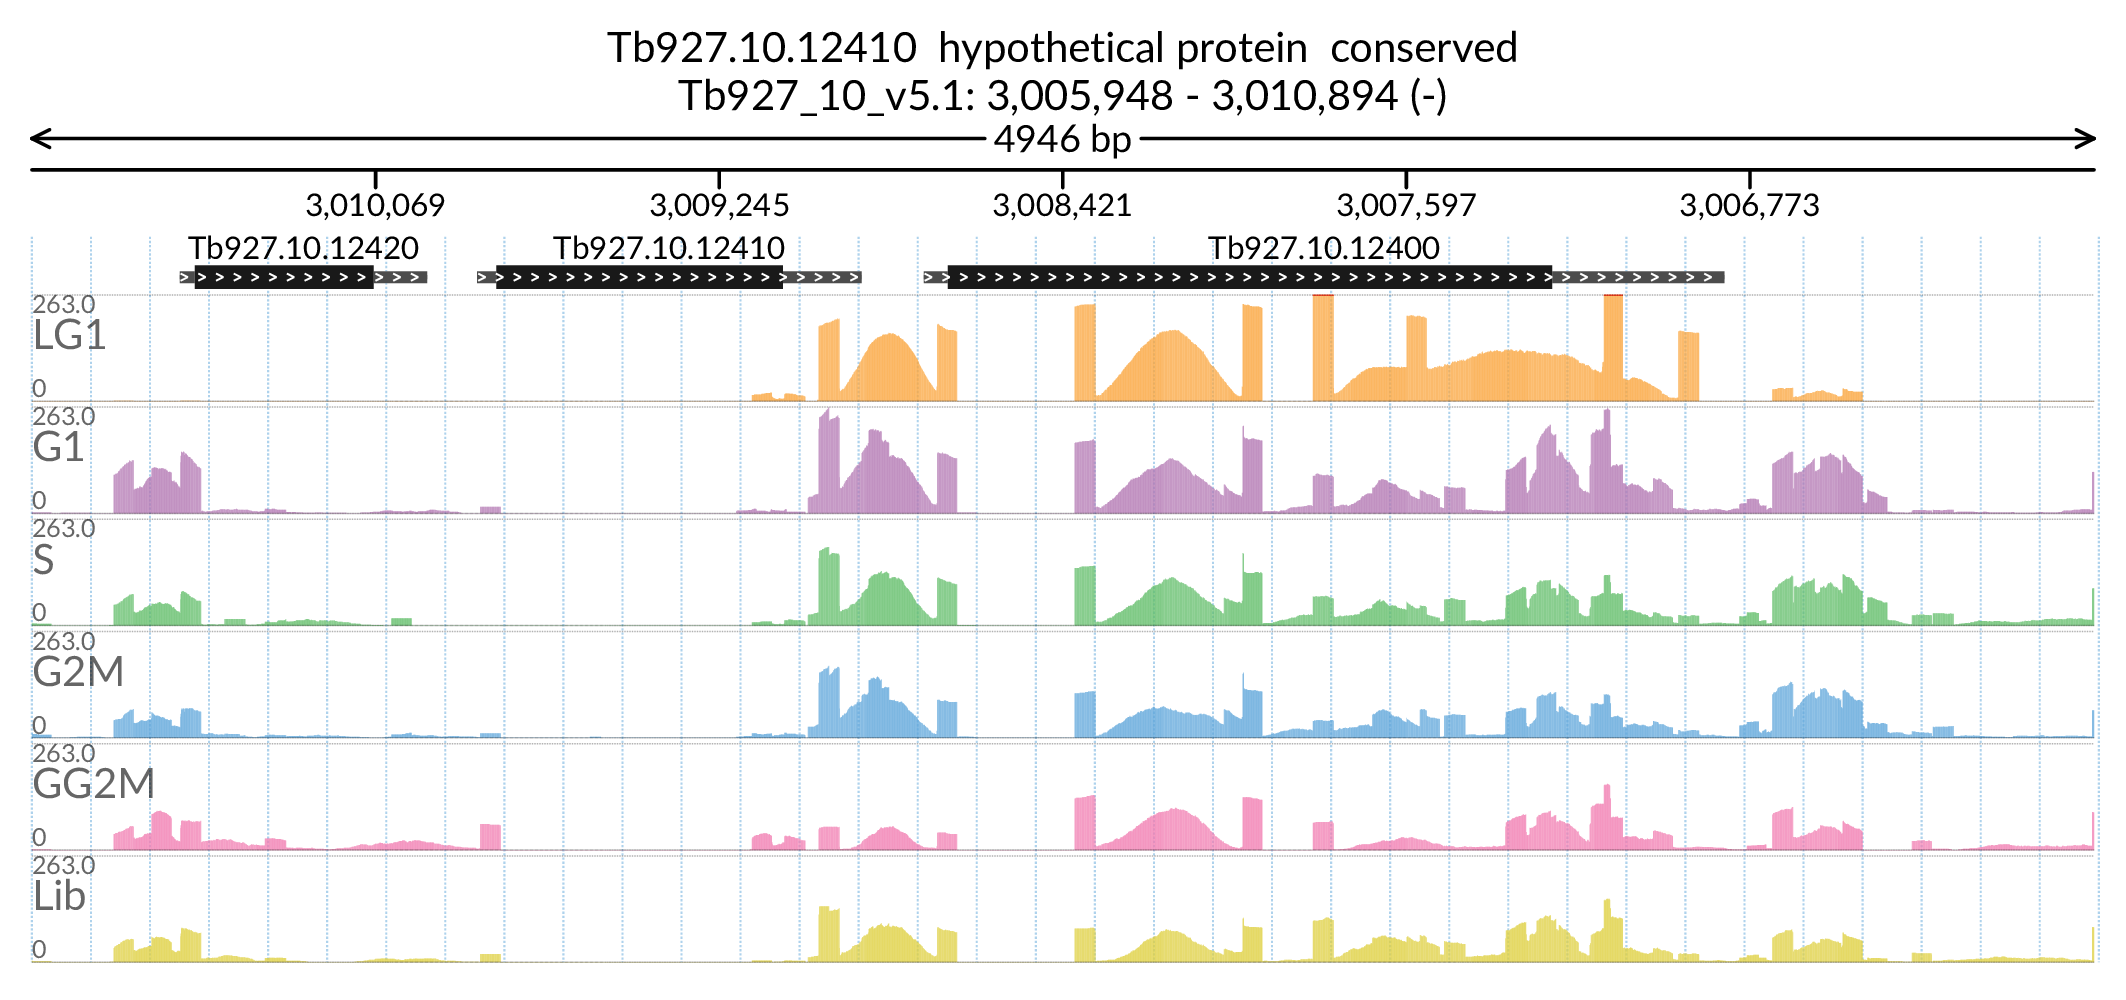 Tb927.10.12410 hypothetical protein conserved
Tb927_10_v5.1: 3,005,948 - 3,010,894 (-)
4946 bp
3,010,069 3,009,245 3,008,421 3,007,597 3,006,773
Tb927.10.12420 Tb927.10.12410 Tb927.10.12400
263.0
LG1
0
263.0
G1
0
263.0
S
0
263.0
G2M
0
263.0
GG2M
0
263.0
Lib
0